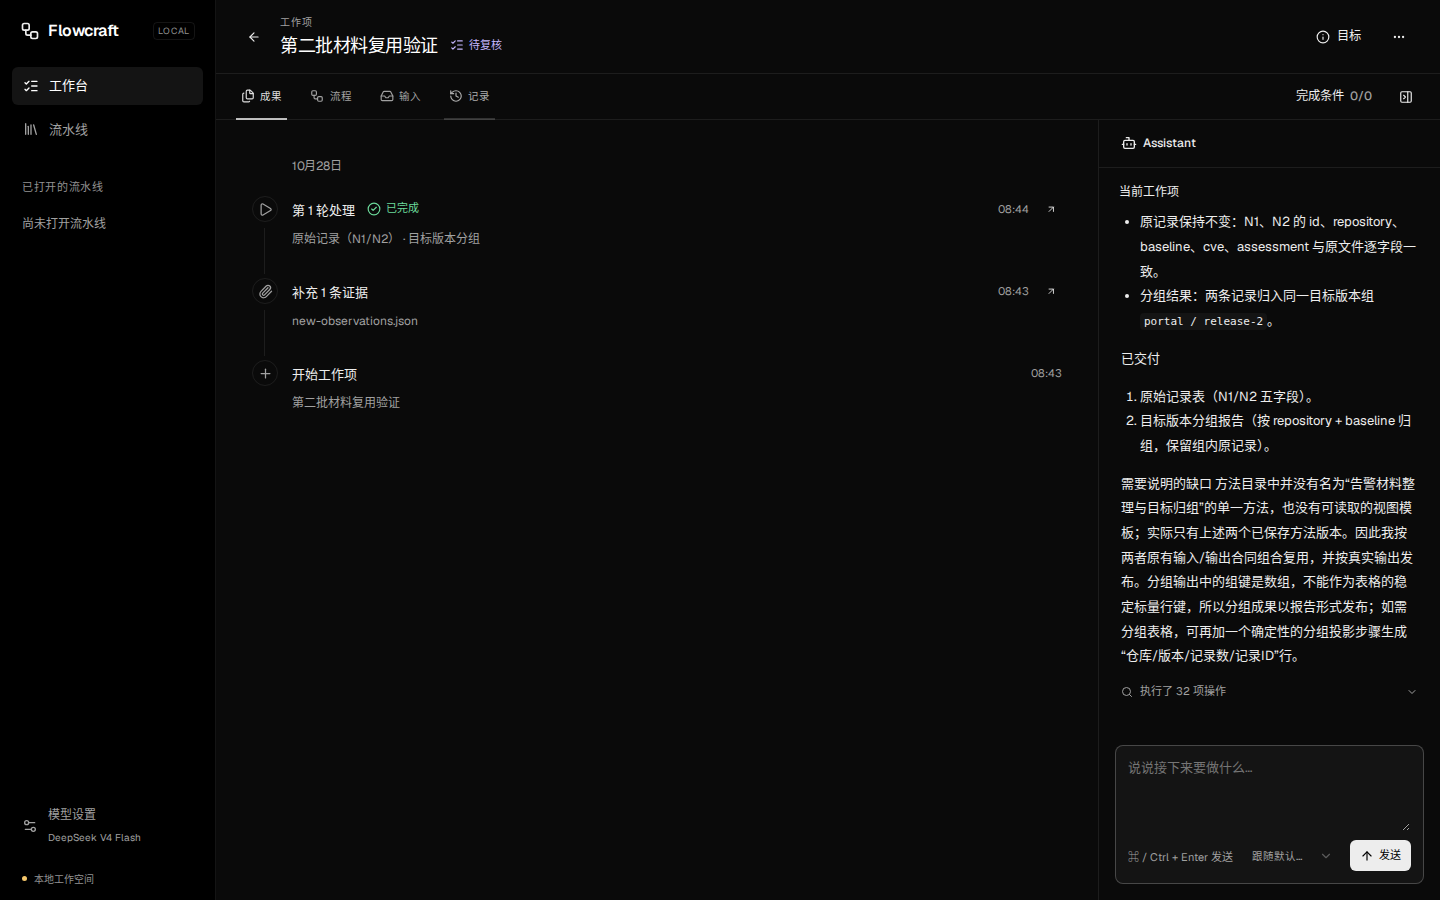 Flowcraft
LOCAL
工作台
流水线
已打开的流水线
尚未打开流水线
模型设置
DeepSeek V4 Flash
本地工作空间
工作项
第二批材料复用验证
待复核
目标
成果
流程
输入
记录
完成条件 0/0
10月28日
第 1 轮处理
已完成
08:44
原始记录（N1/N2） · 目标版本分组
补充 1 条证据
08:43
new-observations.json
开始工作项
08:43
第二批材料复用验证
Assistant
当前工作项
原记录保持不变：N1、N2 的 id、repository、
baseline、cve、assessment 与原文件逐字段一
致。
分组结果：两条记录归入同一目标版本组
portal / release-2 。
已交付
1. 原始记录表（N1/N2 五字段）。
2. 目标版本分组报告（按 repository + baseline 归
组，保留组内原记录）。
需要说明的缺口 方法目录中并没有名为“告警材料整
理与目标归组”的单一方法，也没有可读取的视图模
板；实际只有上述两个已保存方法版本。因此我按
两者原有输入/输出合同组合复用，并按真实输出发
布。分组输出中的组键是数组，不能作为表格的稳
定标量行键，所以分组成果以报告形式发布；如需
分组表格，可再加一个确定性的分组投影步骤生成
“仓库/版本/记录数/记录ID”行。
执行了 32 项操作
说说接下来要做什么...
⌘ / Ctrl + Enter 发送
跟随默认...
发送